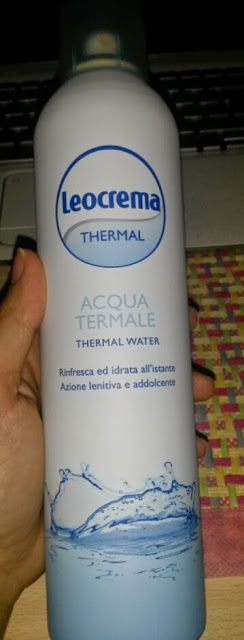 Leocrema
THERMAL
ACQUA
TERMALE
THERMAL WATER
Rinfresca ed idrata all'istante
Azione lenitiva e addolcente